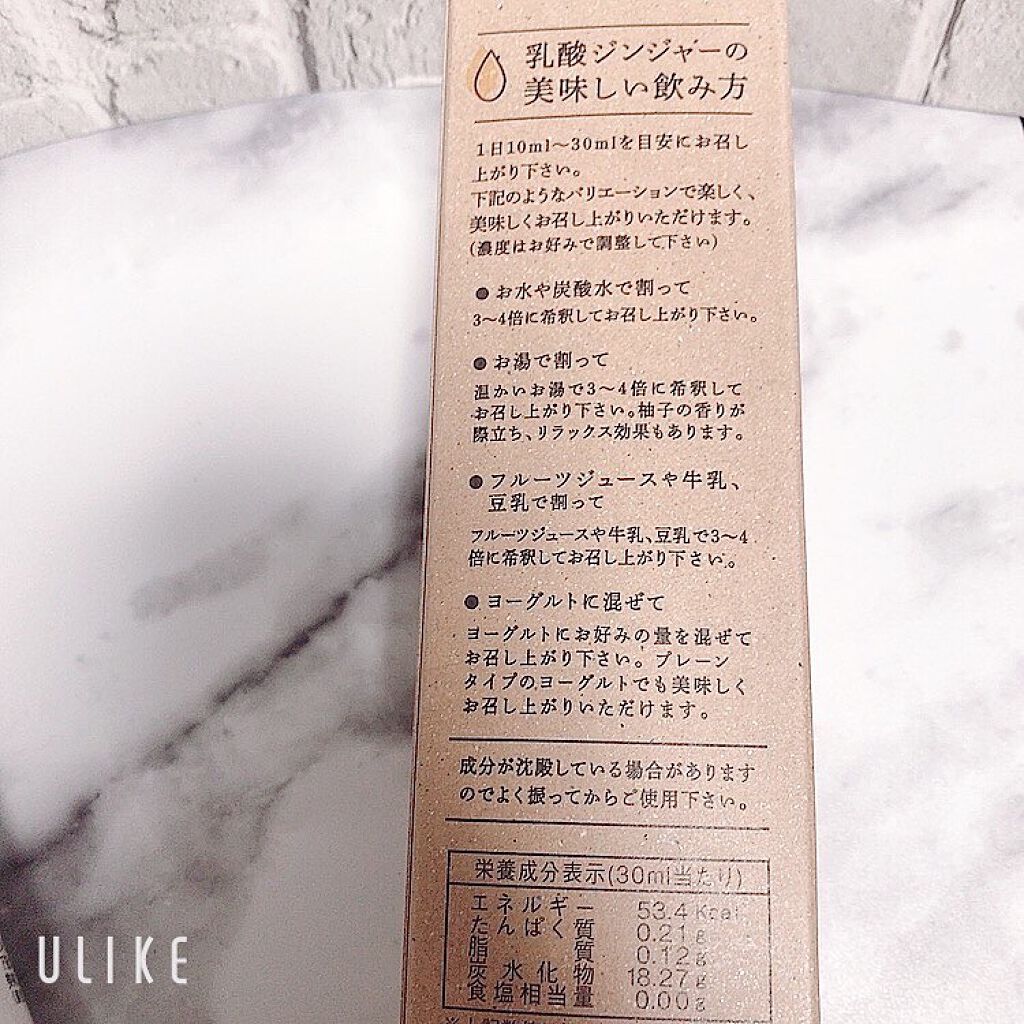 乳酸ジンジャーの
美味しい飲み方
1日10ml〜30mlを目安にお召し
上がり下さい。
下記のようなバリエーションで楽しく、
美味しくお召し上がりいただけます。
(濃度はお好みで調整して下さい)
●お水や炭酸水で割って
3〜4倍に希釈してお召し上がり下さい。
●お湯で割って
温かいお湯で3〜4倍に希釈して
お召し上がり下さい。柚子の香りが
際立ち、リラックス効果もあります。
●フルーツジュースや牛乳、
豆乳で割って
フルーツジュースや牛乳、豆乳で3〜4
倍に希釈してお召し上がり下さい。
●ヨーグルトに混ぜて
ヨーグルトにお好みの量を混ぜて
お召し上がり下さい。プレーン
タイプのヨーグルトでも美味しく
お召し上がりいただけます。
成分が沈殿している場合があります
のでよく振ってからご使用下さい。
栄養成分表示(30ml当たり)
エネルギー 53.4 Kcal
たんぱく質 0.21 g
脂質 0.12 g
炭水化物 18.27 g
食塩相当量 0.00 g
ULIKE